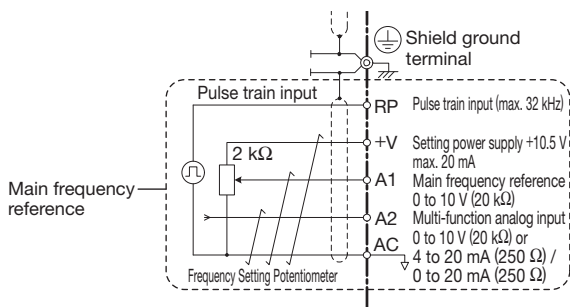 Shield ground
terminal
Pulse train input
RP
Pulse train input (max. 32 kHz)
+V
Setting power supply +10.5 V
max. 20 mA
2 kΩ
Main frequency
reference
A1
Main frequency reference
0 to 10 V (20 kΩ)
A2
Multi-function analog input
0 to 10 V (20 kΩ) or
4 to 20 mA (250 Ω) /
0 to 20 mA (250 Ω)
AC
Frequency Setting Potentiometer